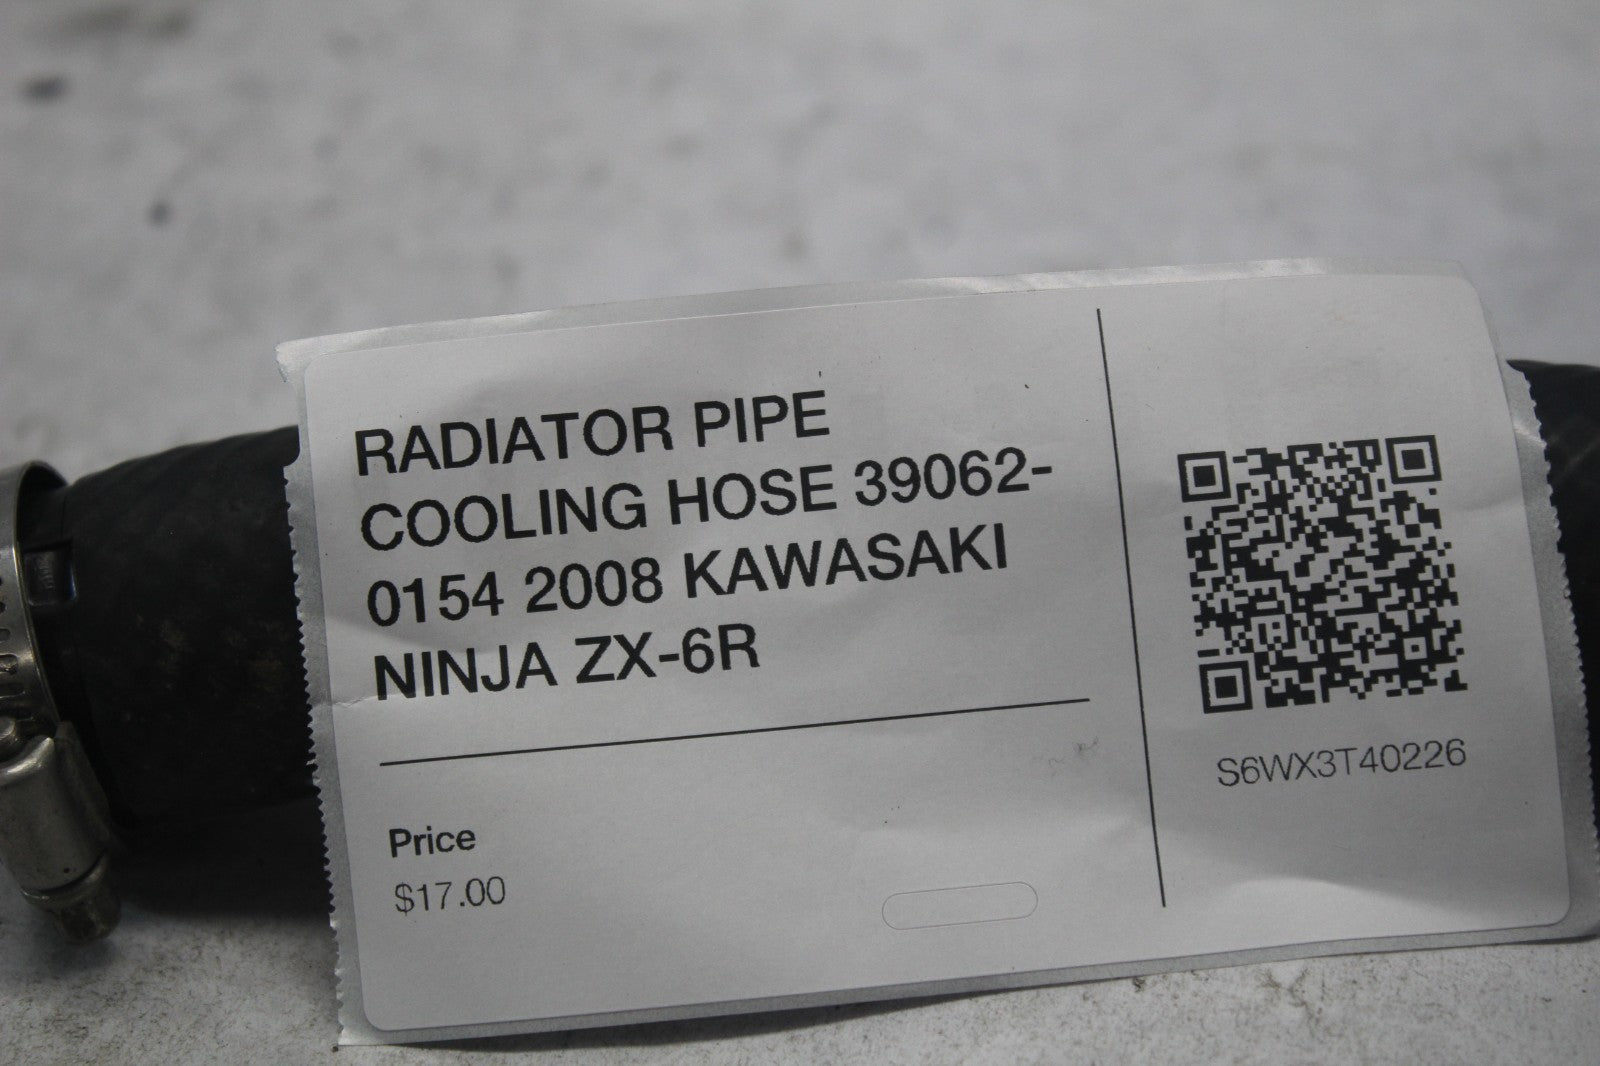 RADIATOR PIPE
COOLING HOSE 39062-
0154 2008 KAWASAKI
NINJA ZX-6R
Price
$17.00
S6WX3T40226